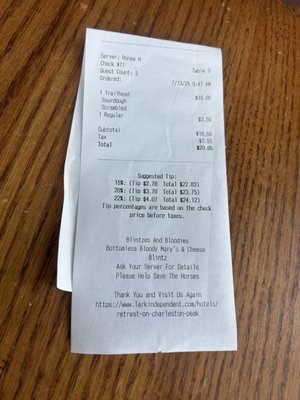 Server: Renee H
Check #21 Table 3
Guest Count: 3
Ordered: 7/13/25 9:47 AM
1 Trailhead $15.00
Sourdough
Scrambled
1 Regular $3.50
Subtotal $18.50
Tax $1.55
Total $20.05
Suggested Tip:
15%: (Tip $2.78 Total $22.83)
20%: (Tip $3.70 Total $23.75)
22%: (Tip $4.07 Total $24.12)
Tip percentages are based on the check
price before taxes.
Blintzes And Bloodies
Bottomless Bloody Mary's & Cheese
Blintz
Ask Your Server For Details
Please Help Save The Horses
Thank You and Visit Us Again
https://www.larkindependent.com/hotels/
retreat-on-charleston-peak